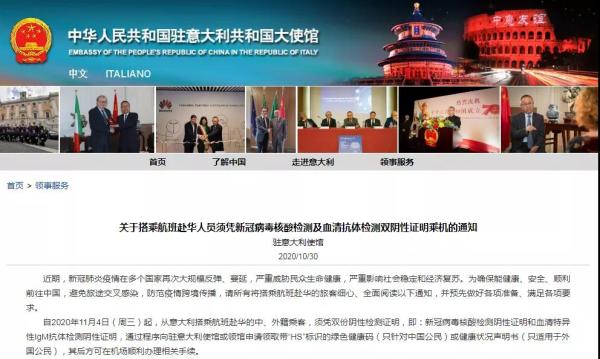 中华人民共和国驻意大利共和国大使馆
EMBASSY OF THE PEOPLE'S REPUBLIC OF CHINA IN THE REPUBLIC OF ITALY
中文 ITALIANO
中意友谊
HUAWEI
首页 了解中国 走进意大利 领事服务
首页 > 领事服务
关于搭乘航班赴华人员须凭新冠病毒核酸检测及血清抗体检测双阴性证明乘机的通知
驻意大利使馆
2020/10/30
近期，新冠肺炎疫情在多个国家再次大规模反弹、蔓延，严重威胁民众生命健康，严重影响社会稳定和经济复苏。为确保能健康、安全、顺利
前往中国，避免旅途交叉感染，防范疫情跨境传播，请所有将搭乘航班赴华的旅客细心、全面阅读以下通知，并预先做好各项准备、满足各项要
求。
自2020年11月4日（周三）起，从意大利搭乘航班赴华的中、外籍乘客，须凭双份阴性检测证明，即：新冠病毒核酸检测阴性证明和血清特异
性IgM抗体检测阴性证明，通过程序向驻意大利使馆或领馆申请领取带"HS"标识的绿色健康码（只针对中国公民）或健康状况声明书（只适用于外
国公民），其后方可在机场顺利办理相关手续。